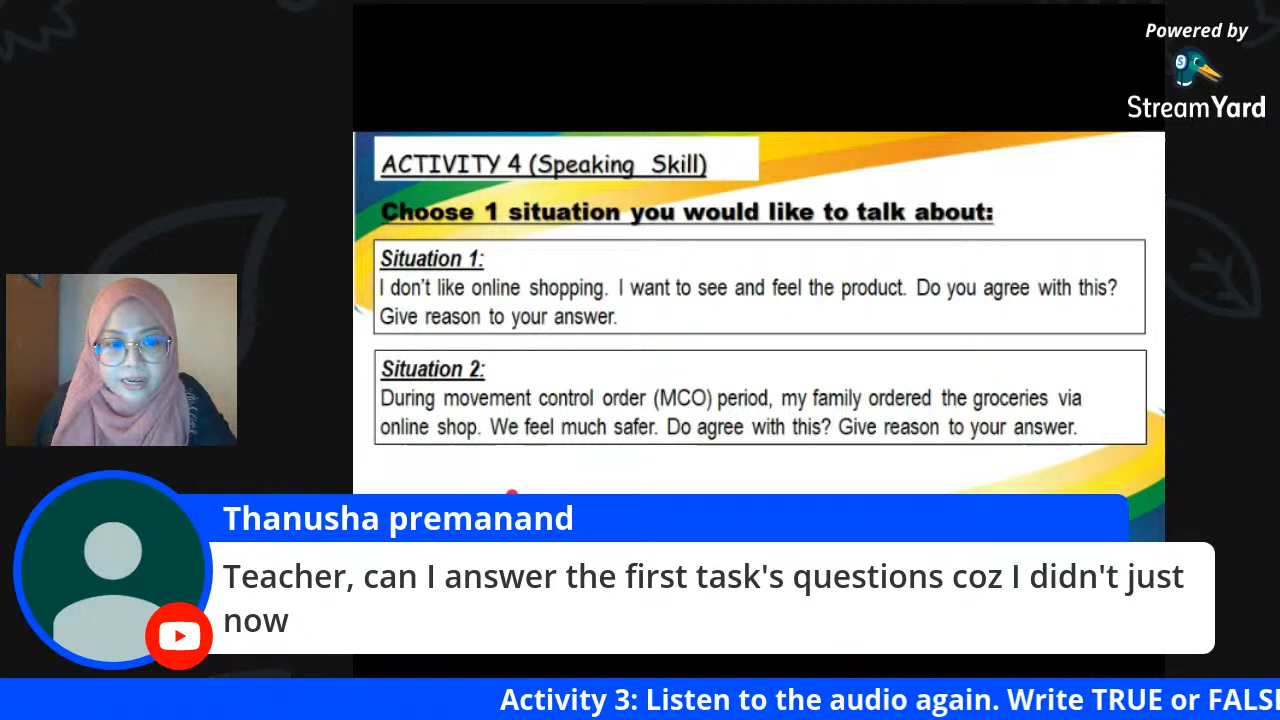 Powered by
StreamYard
ACTIVITY 4 (Speaking Skill)
Choose 1 situation you would like to talk about:
Situation 1:
I don't like online shopping. I want to see and feel the product. Do you agree with this?
Give reason to your answer.
Situation 2:
During movement control order (MCO) period, my family ordered the groceries via
online shop. We feel much safer. Do agree with this? Give reason to your answer.
Thanusha premanand
Teacher, can I answer the first task's questions coz I didn't just
now
Activity 3: Listen to the audio again. Write TRUE or FALSE